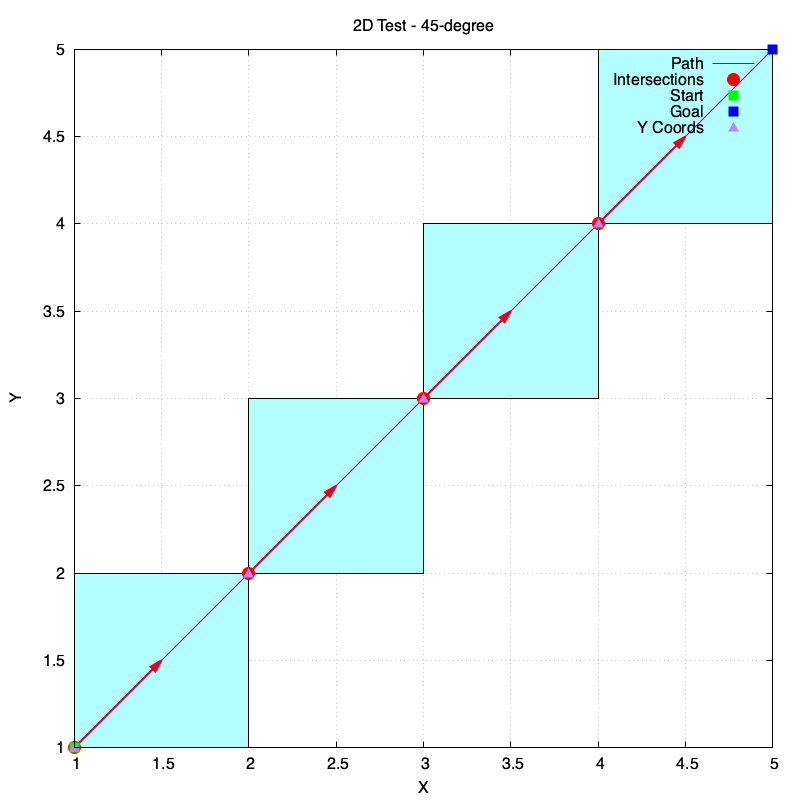 2D Test - 45-degree
Path
Intersections
Start
Goal
Y Coords
5
4.5
4
3.5
3
2.5
2
1.5
1
Y
1 1.5 2 2.5 3 3.5 4 4.5 5
X